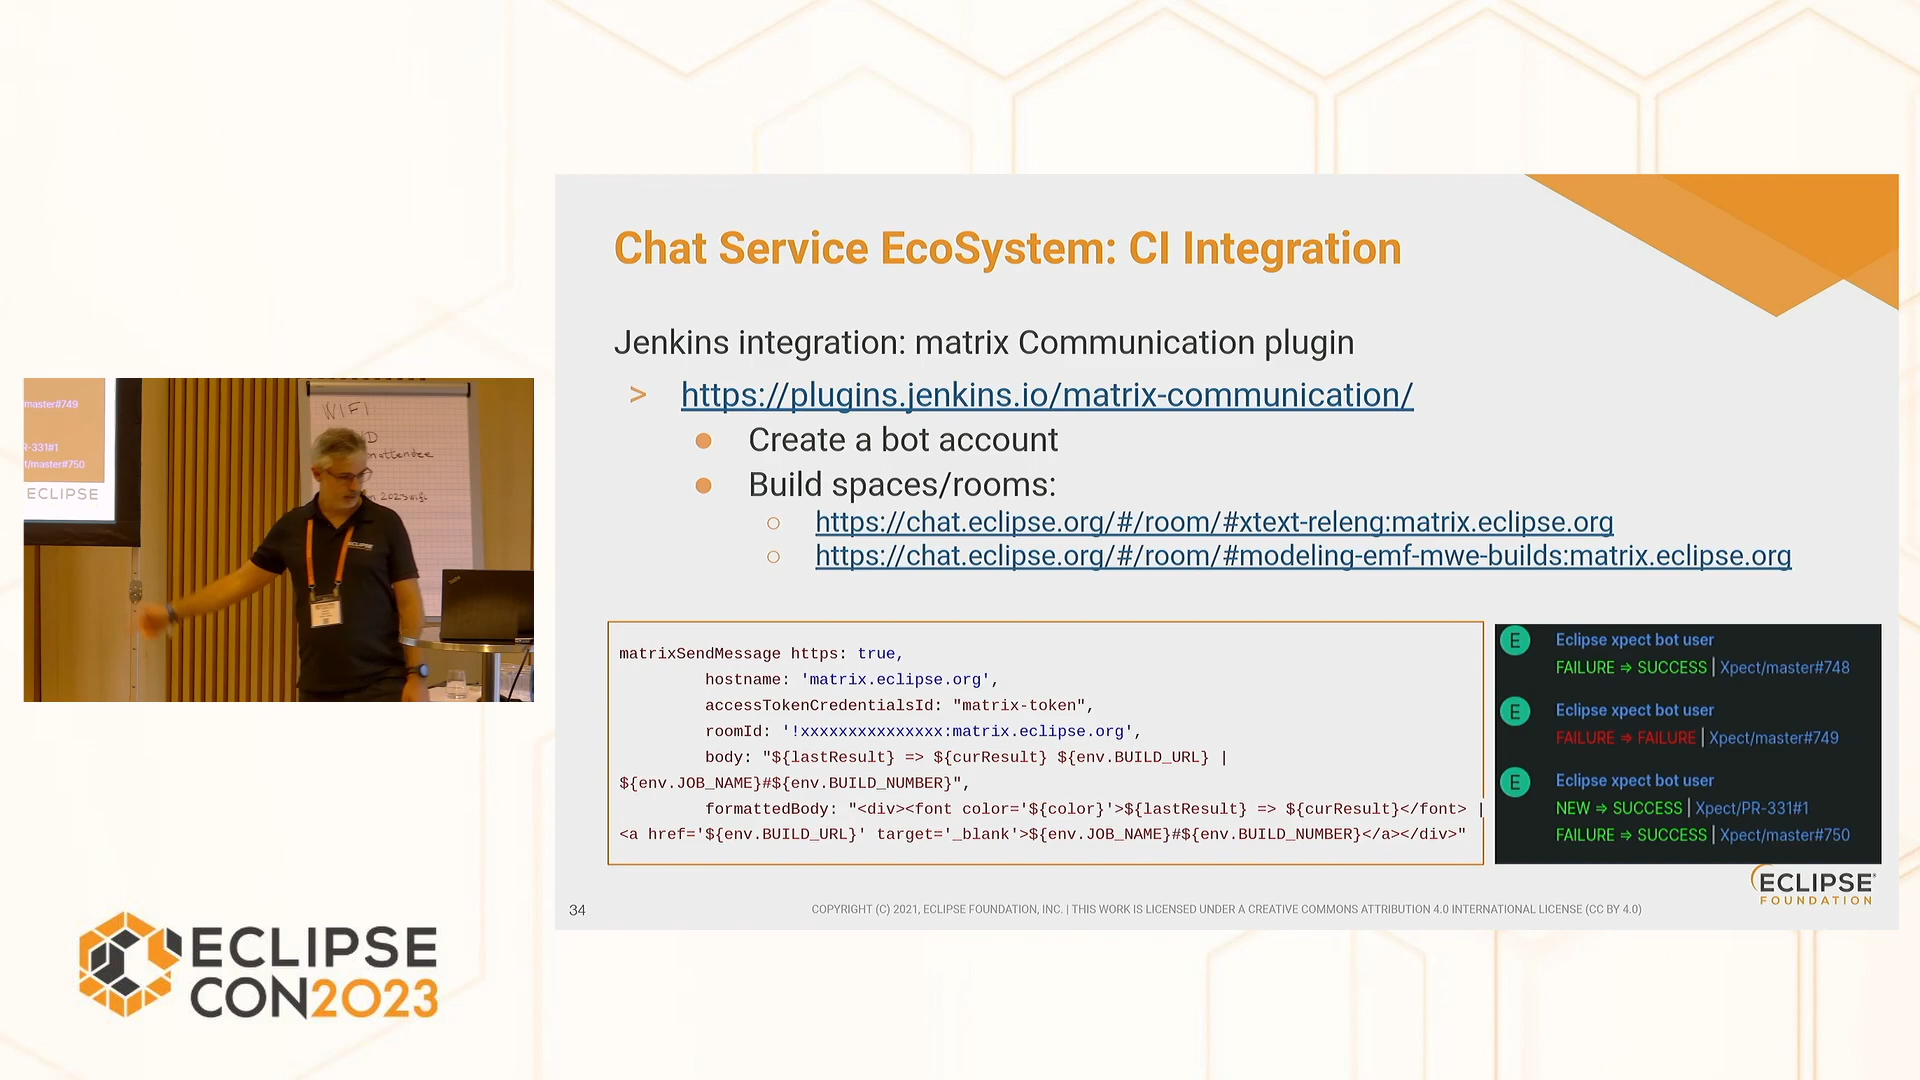 Chat Service EcoSystem: CI Integration
Jenkins integration: matrix Communication plugin
> https://plugins.jenkins.io/matrix-communication/
● Create a bot account
● Build spaces/rooms:
○ https://chat.eclipse.org/#/room/#xtext-releng:matrix.eclipse.org
○ https://chat.eclipse.org/#/room/#modeling-emf-mwe-builds:matrix.eclipse.org
matrixSendMessage https: true,
hostname: 'matrix.eclipse.org',
accessTokenCredentialsId: "matrix-token",
roomId: '!xxxxxxxxxxxxxxx:matrix.eclipse.org',
body: "${lastResult} => ${curResult} ${env.BUILD_URL} |
${env.JOB_NAME}#${env.BUILD_NUMBER}",
formattedBody: "<div><font color='${color}'>${lastResult} => ${curResult}</font> |
<a href='${env.BUILD_URL}' target='_blank'>${env.JOB_NAME}#${env.BUILD_NUMBER}</a></div>"
E Eclipse xpect bot user
FAILURE ⇒ SUCCESS | Xpect/master#748
E Eclipse xpect bot user
FAILURE ⇒ FAILURE | Xpect/master#749
E Eclipse xpect bot user
NEW ⇒ SUCCESS | Xpect/PR-331#1
FAILURE ⇒ SUCCESS | Xpect/master#750
ECLIPSE
FOUNDATION
34
COPYRIGHT (C) 2021, ECLIPSE FOUNDATION, INC. | THIS WORK IS LICENSED UNDER A CREATIVE COMMONS ATTRIBUTION 4.0 INTERNATIONAL LICENSE (CC BY 4.0)
master#749
R-331#1
t/master#750
ECLIPSE
WIFI
attendee
2023
ECLIPSE
CON2023